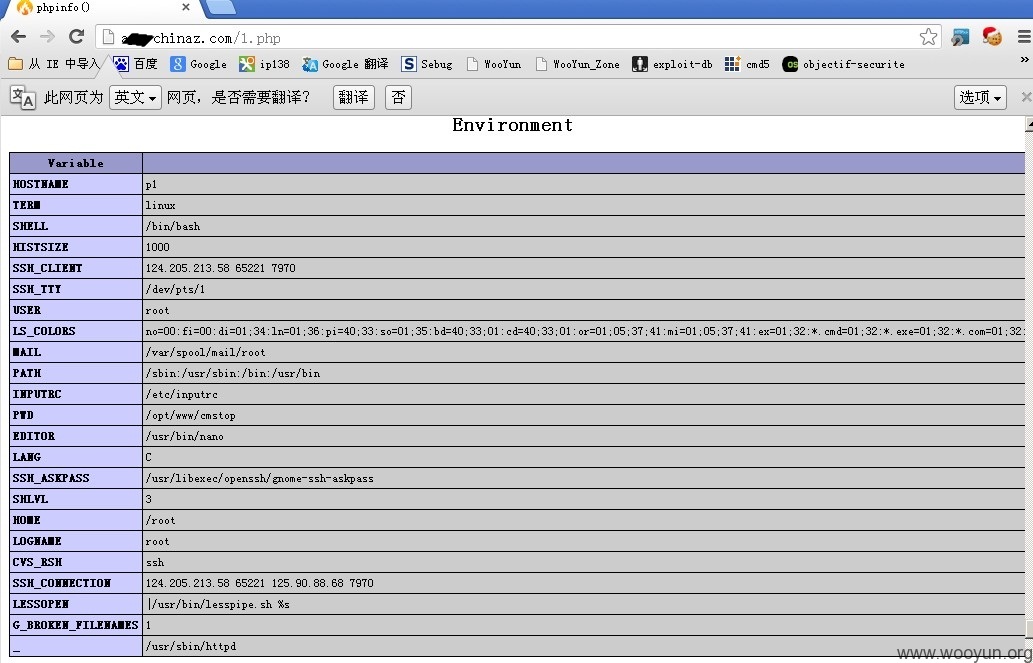 phpinfo()
chinaz.com/1.php
从 IE 中导入 百度 Google ip138 Google 翻译 Sebug WooYun WooYun_Zone exploit-db cmd5 objectif-securite »
此网页为 英文 网页，是否需要翻译？ 翻译 否 选项
Environment
Variable
HOSTNAME p1
TERM linux
SHELL /bin/bash
HISTSIZE 1000
SSH_CLIENT 124.205.213.58 65221 7970
SSH_TTY /dev/pts/1
USER root
LS_COLORS no=00:fi=00:di=01;34:ln=01;36:pi=40;33:so=01;35:bd=40;33;01:cd=40;33;01:or=01;05;37;41:mi=01;05;37;41:ex=01;32:*.cmd=01;32:*.exe=01;32:*.com=01;32:
MAIL /var/spool/mail/root
PATH /sbin:/usr/sbin:/bin:/usr/bin
INPUTRC /etc/inputrc
PWD /opt/www/cmstop
EDITOR /usr/bin/nano
LANG C
SSH_ASKPASS /usr/libexec/openssh/gnome-ssh-askpass
SHLVL 3
HOME /root
LOGNAME root
CVS_RSH ssh
SSH_CONNECTION 124.205.213.58 65221 125.90.88.68 7970
LESSOPEN |/usr/bin/lesspipe.sh %s
G_BROKEN_FILENAMES 1
_ /usr/sbin/httpd
www.wooyun.org